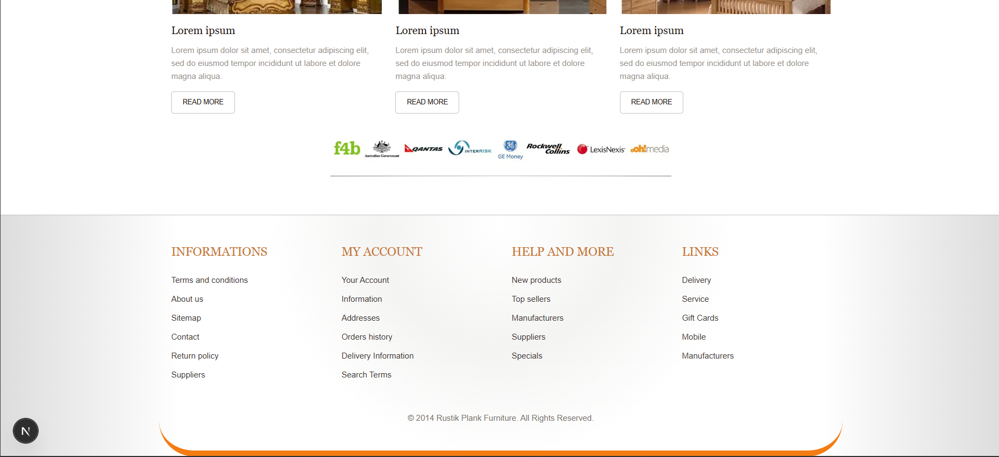 Lorem ipsum
Lorem ipsum dolor sit amet, consectetur adipiscing elit,
sed do eiusmod tempor incididunt ut labore et dolore
magna aliqua.
READ MORE
Lorem ipsum
Lorem ipsum dolor sit amet, consectetur adipiscing elit,
sed do eiusmod tempor incididunt ut labore et dolore
magna aliqua.
READ MORE
Lorem ipsum
Lorem ipsum dolor sit amet, consectetur adipiscing elit,
sed do eiusmod tempor incididunt ut labore et dolore
magna aliqua.
READ MORE
f4b
Australian Government
QANTAS
INTERRISK
GE
GE Money
Rockwell
Collins
LexisNexis
oh!media
INFORMATIONS
Terms and conditions
About us
Sitemap
Contact
Return policy
Suppliers
MY ACCOUNT
Your Account
Information
Addresses
Orders history
Delivery Information
Search Terms
HELP AND MORE
New products
Top sellers
Manufacturers
Suppliers
Specials
LINKS
Delivery
Service
Gift Cards
Mobile
Manufacturers
© 2014 Rustik Plank Furniture. All Rights Reserved.
N